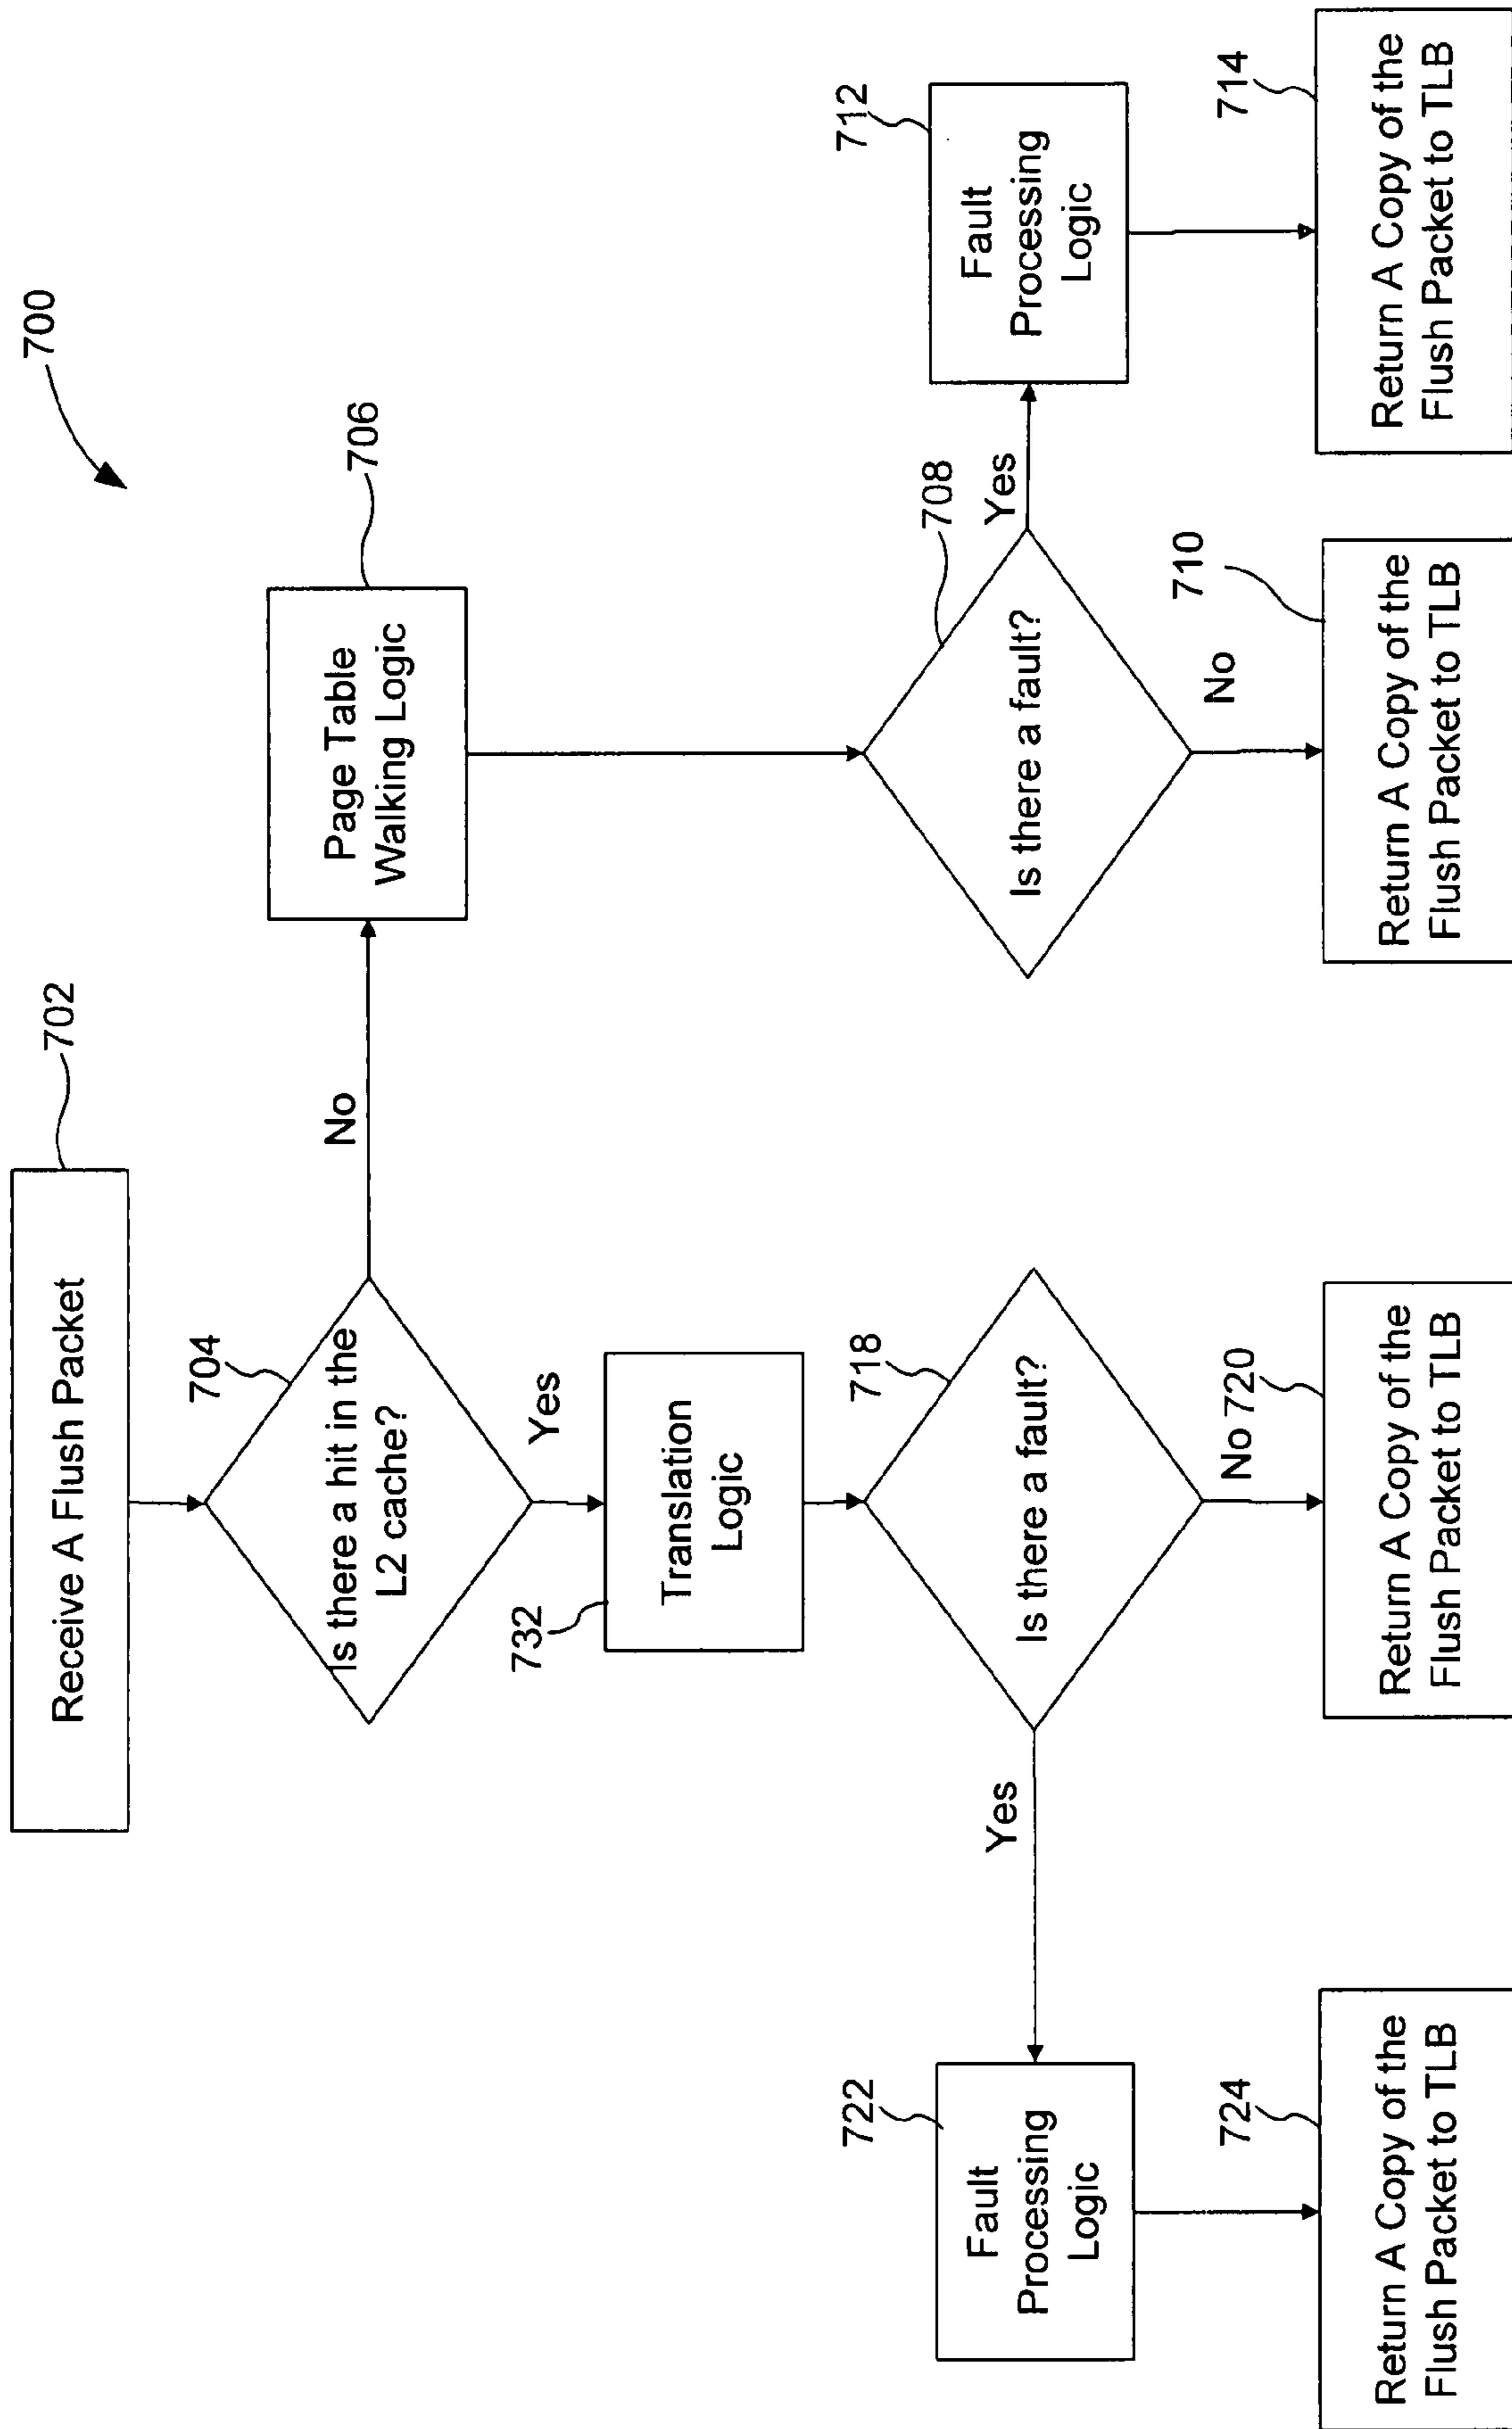 700
Receive A Flush Packet
702
704
Is there a hit in the
L2 cache?
No
Yes
Page Table
Walking Logic
706
732
Translation
Logic
718
Is there a fault?
Yes
No 720
722
Fault
Processing
Logic
724
Return A Copy of the
Flush Packet to TLB
Return A Copy of the
Flush Packet to TLB
708
Is there a fault?
Yes
No
710
Return A Copy of the
Flush Packet to TLB
712
Fault
Processing
Logic
714
Return A Copy of the
Flush Packet to TLB